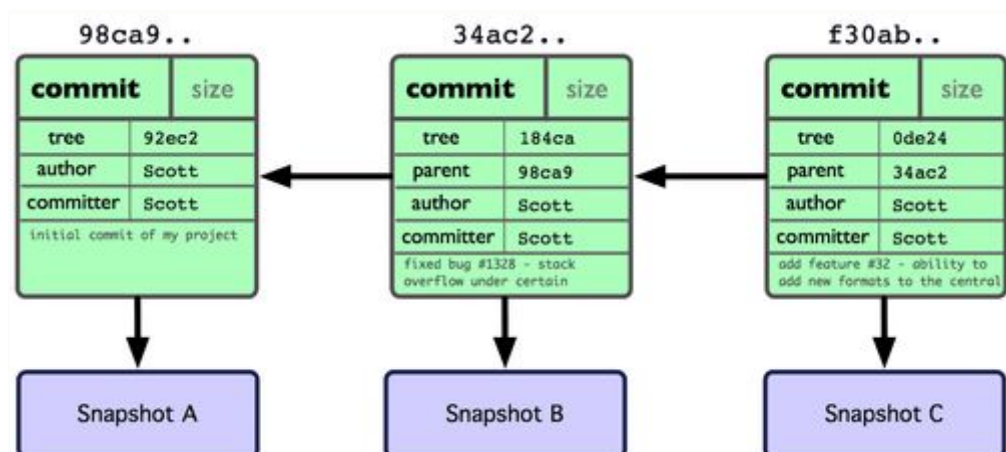 98ca9..
34ac2..
f30ab..
commit size
tree 92ec2
author Scott
committer Scott
initial commit of my project
commit size
tree 184ca
parent 98ca9
author Scott
committer Scott
fixed bug #1328 - stack
overflow under certain
commit size
tree 0de24
parent 34ac2
author Scott
committer Scott
add feature #32 - ability to
add new formats to the central
Snapshot A
Snapshot B
Snapshot C